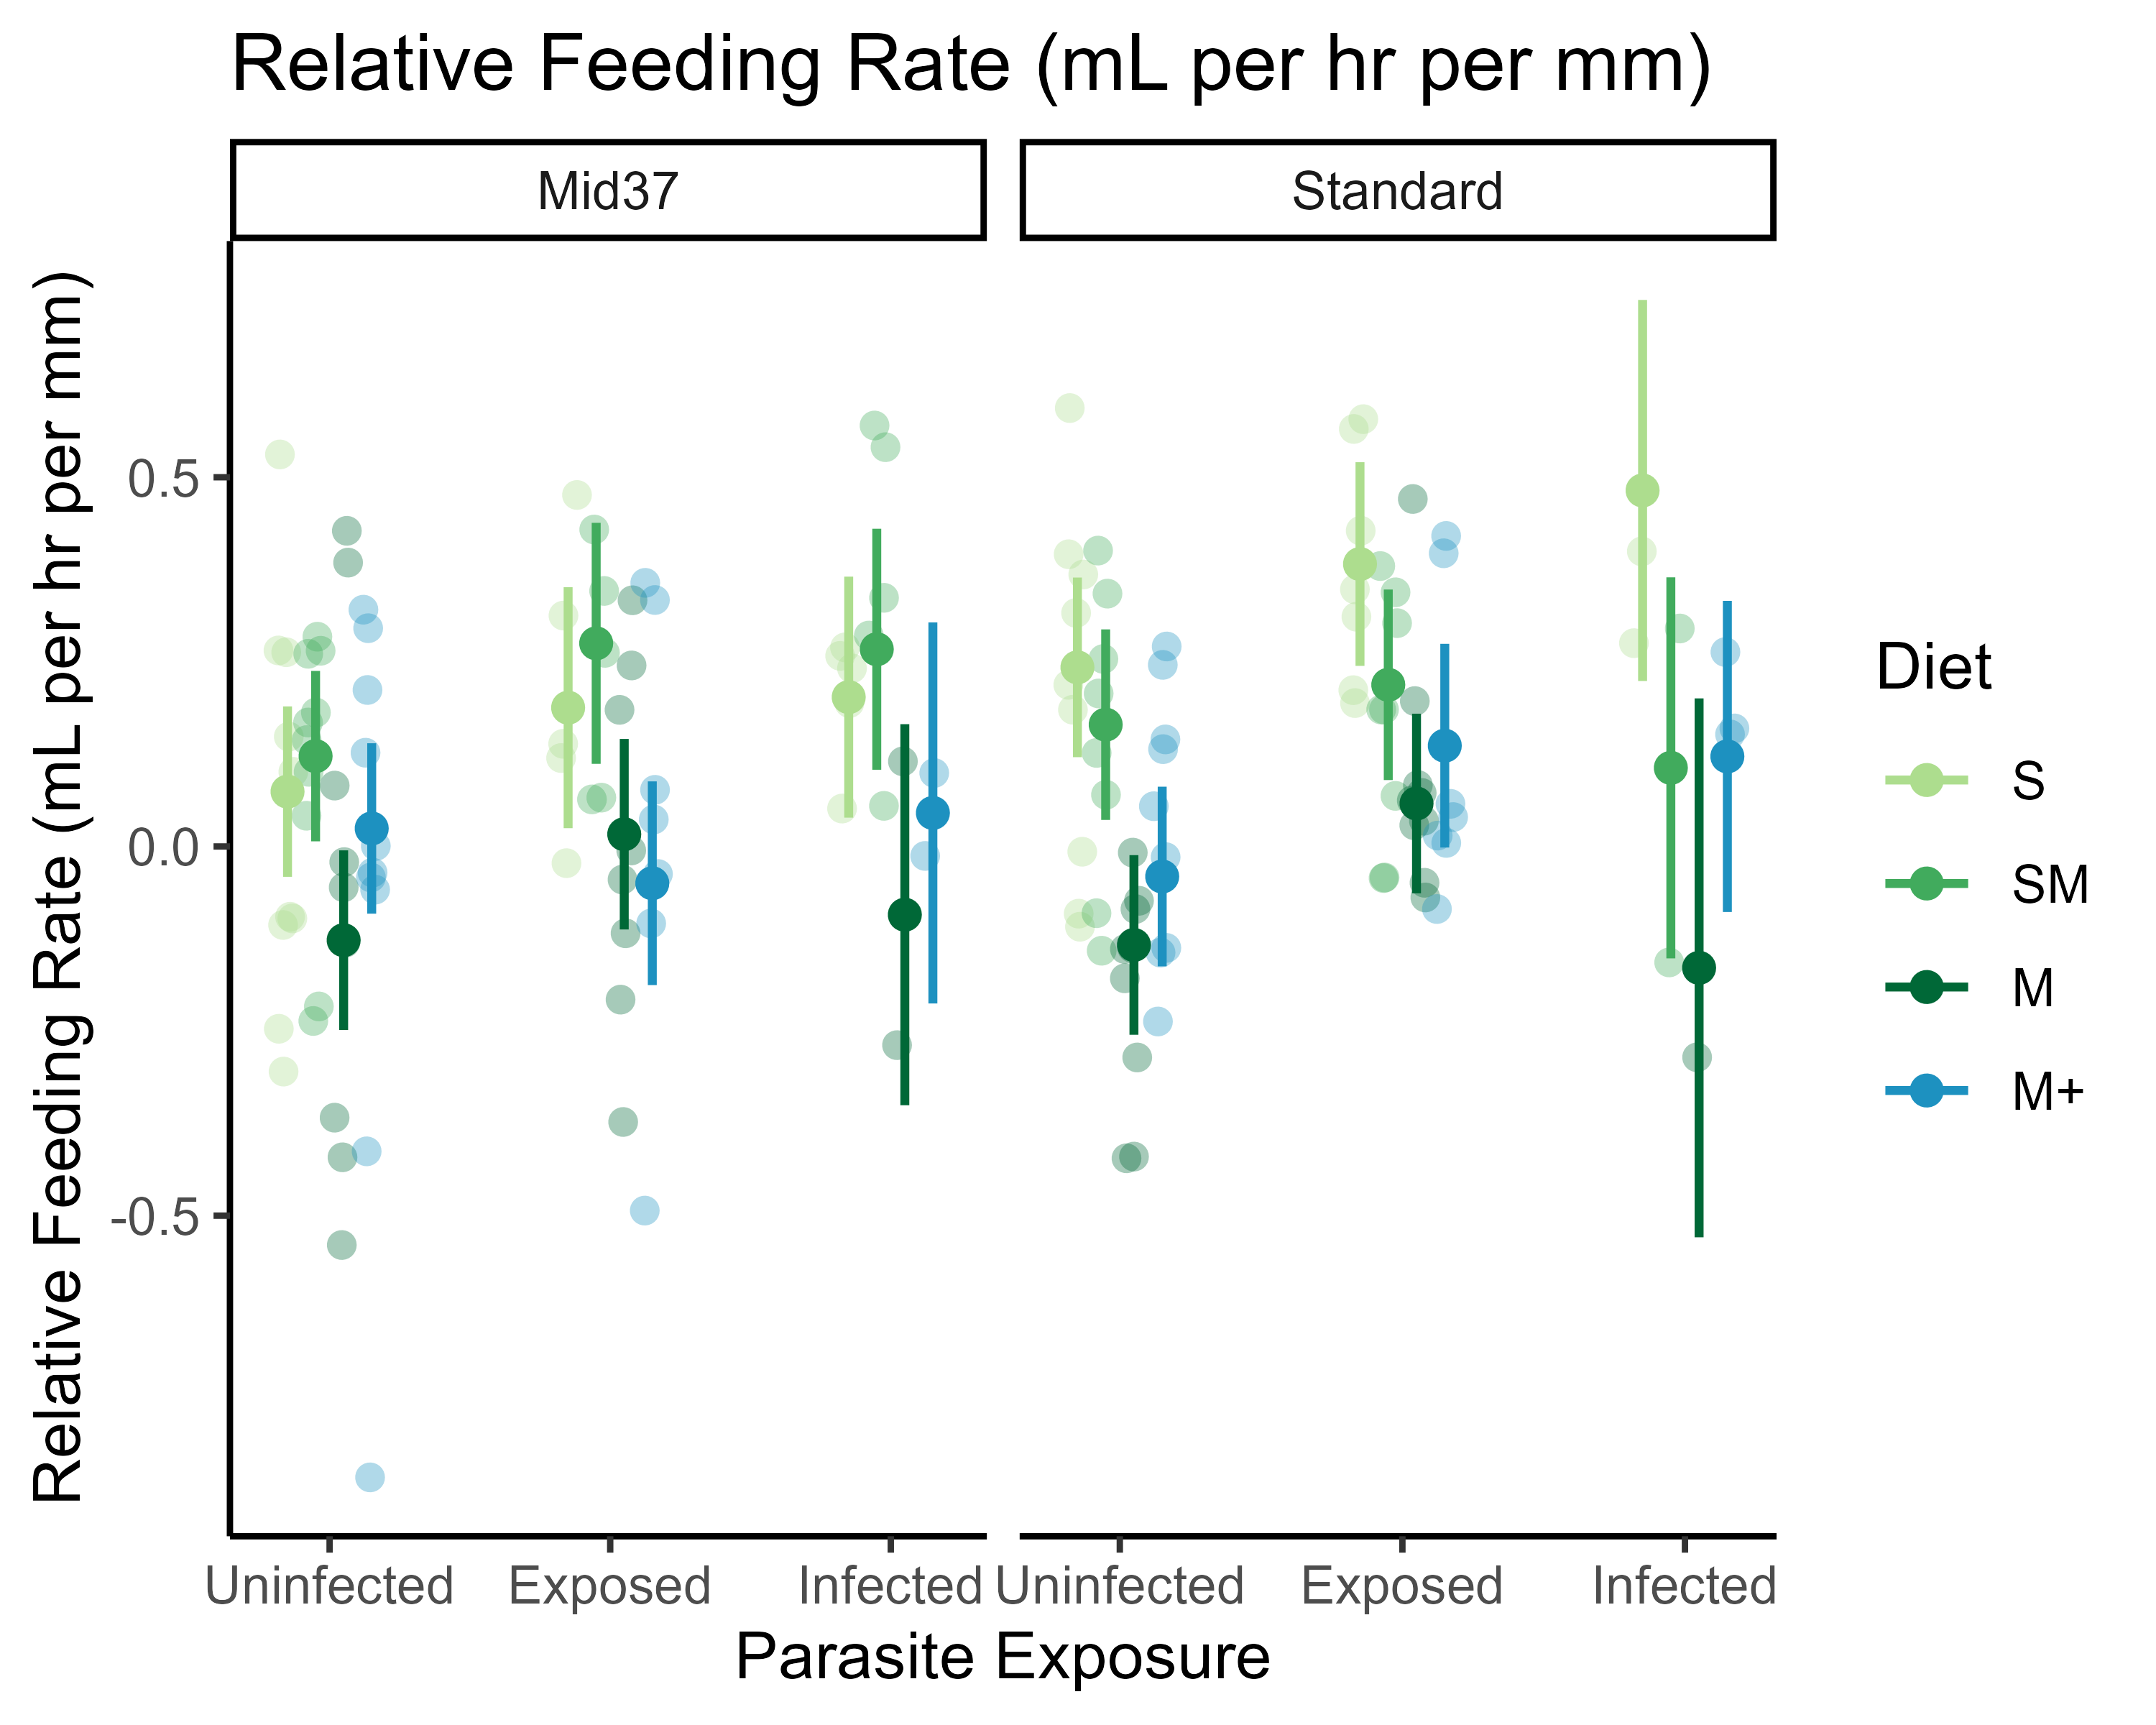 Relative Feeding Rate (mL per hr per mm)
Mid37
Standard
Relative Feeding Rate (mL per hr per mm)
0.5
0.0
-0.5
Uninfected
Exposed
Infected
Uninfected
Exposed
Infected
Parasite Exposure
Diet
S
SM
M
M+